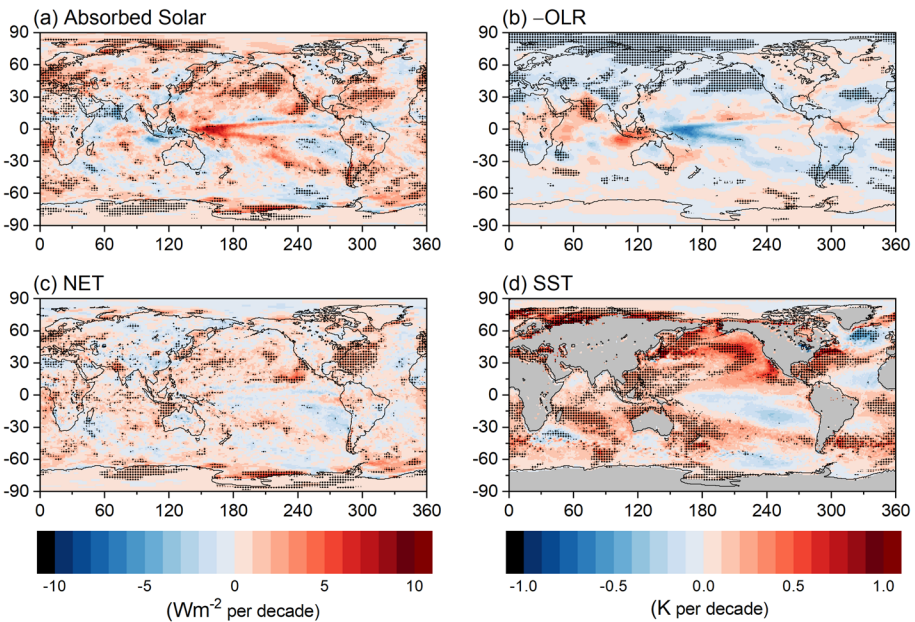 (a) Absorbed Solar
90
60
30
0
-30
-60
-90
0 60 120 180 240 300 360
(b) –OLR
90
60
30
0
-30
-60
-90
0 60 120 180 240 300 360
(c) NET
90
60
30
0
-30
-60
-90
0 60 120 180 240 300 360
(d) SST
90
60
30
0
-30
-60
-90
0 60 120 180 240 300 360
-10 -5 0 5 10
(Wm-2 per decade)
-1.0 -0.5 0.0 0.5 1.0
(K per decade)